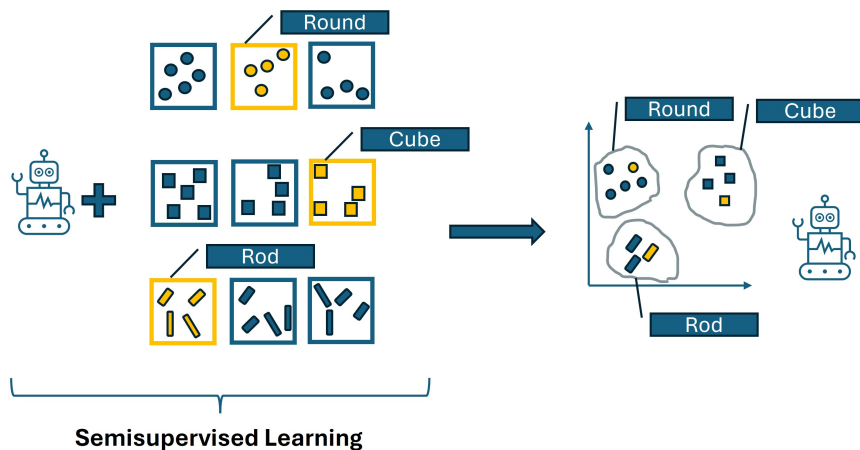 Round
Cube
Rod
Round
Cube
Rod
Semisupervised Learning